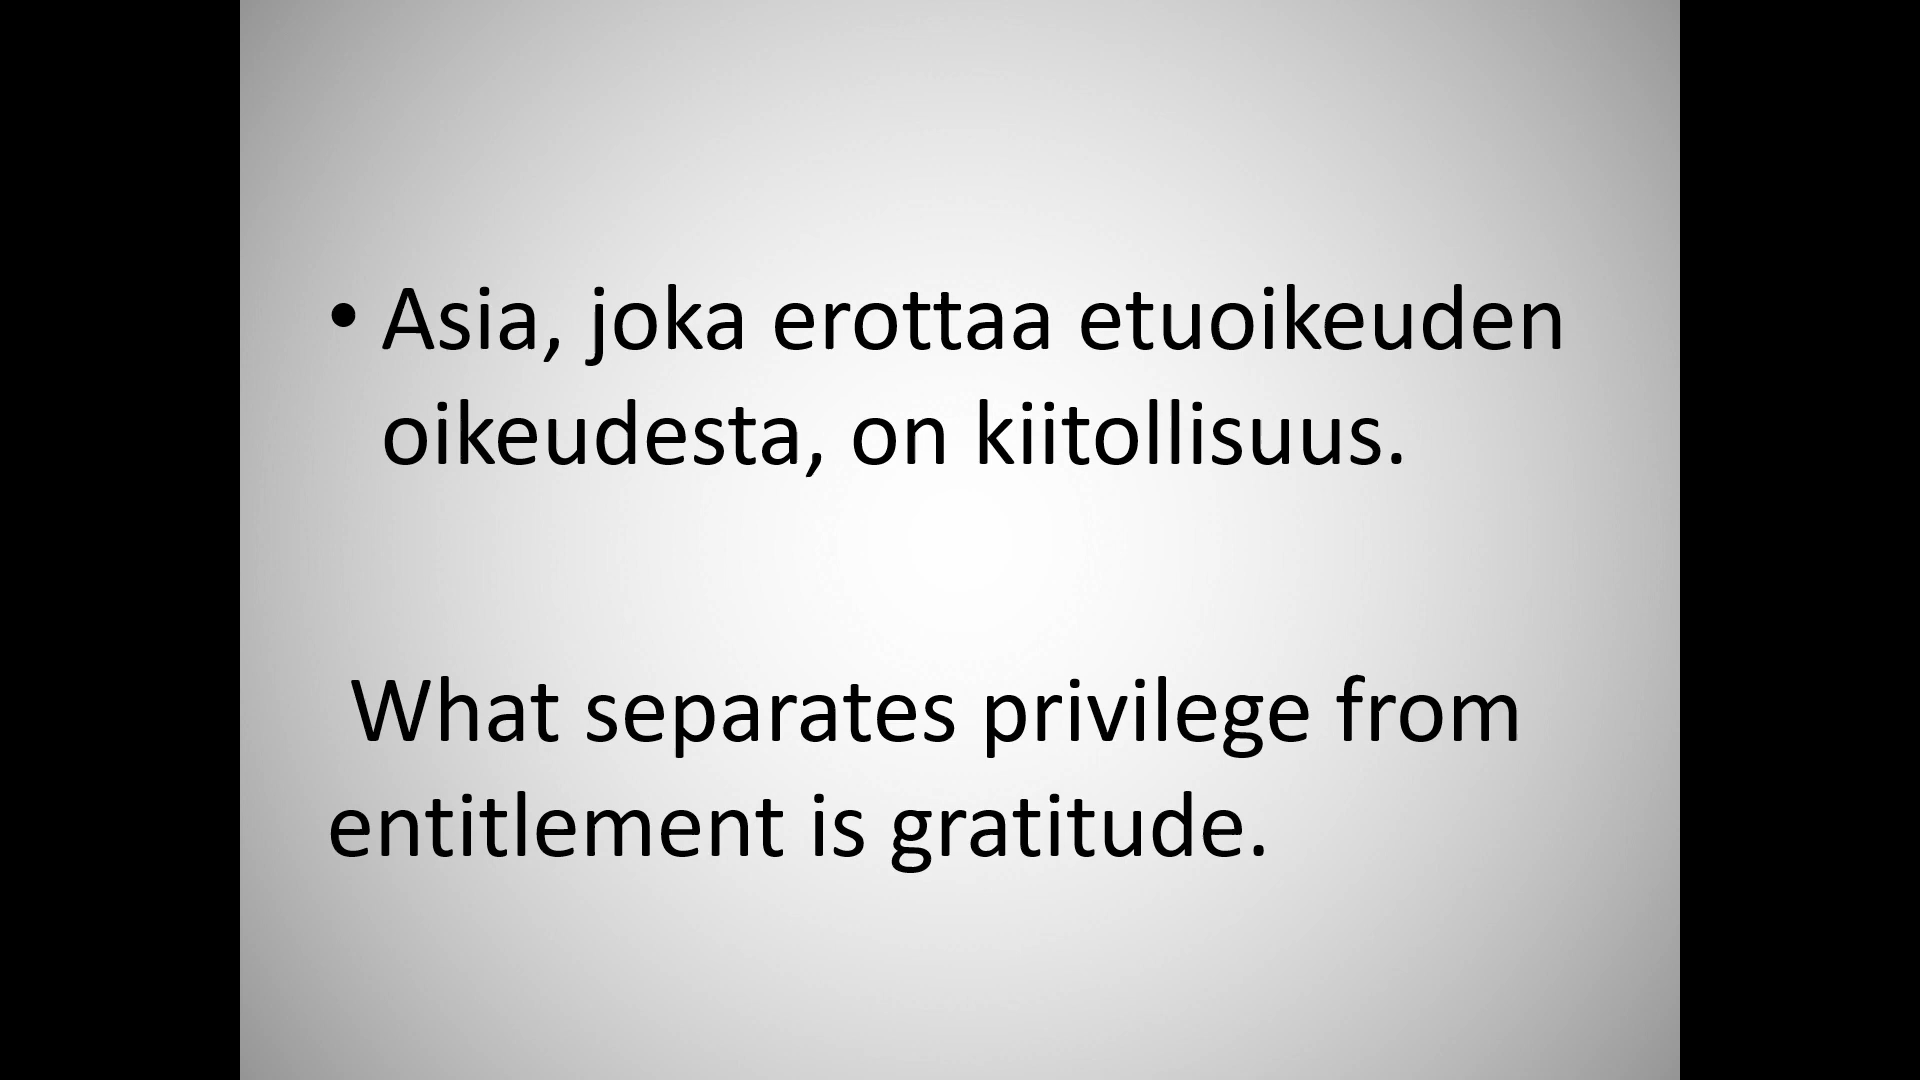 • Asia, joka erottaa etuoikeuden
oikeudesta, on kiitollisuus.
What separates privilege from
entitlement is gratitude.